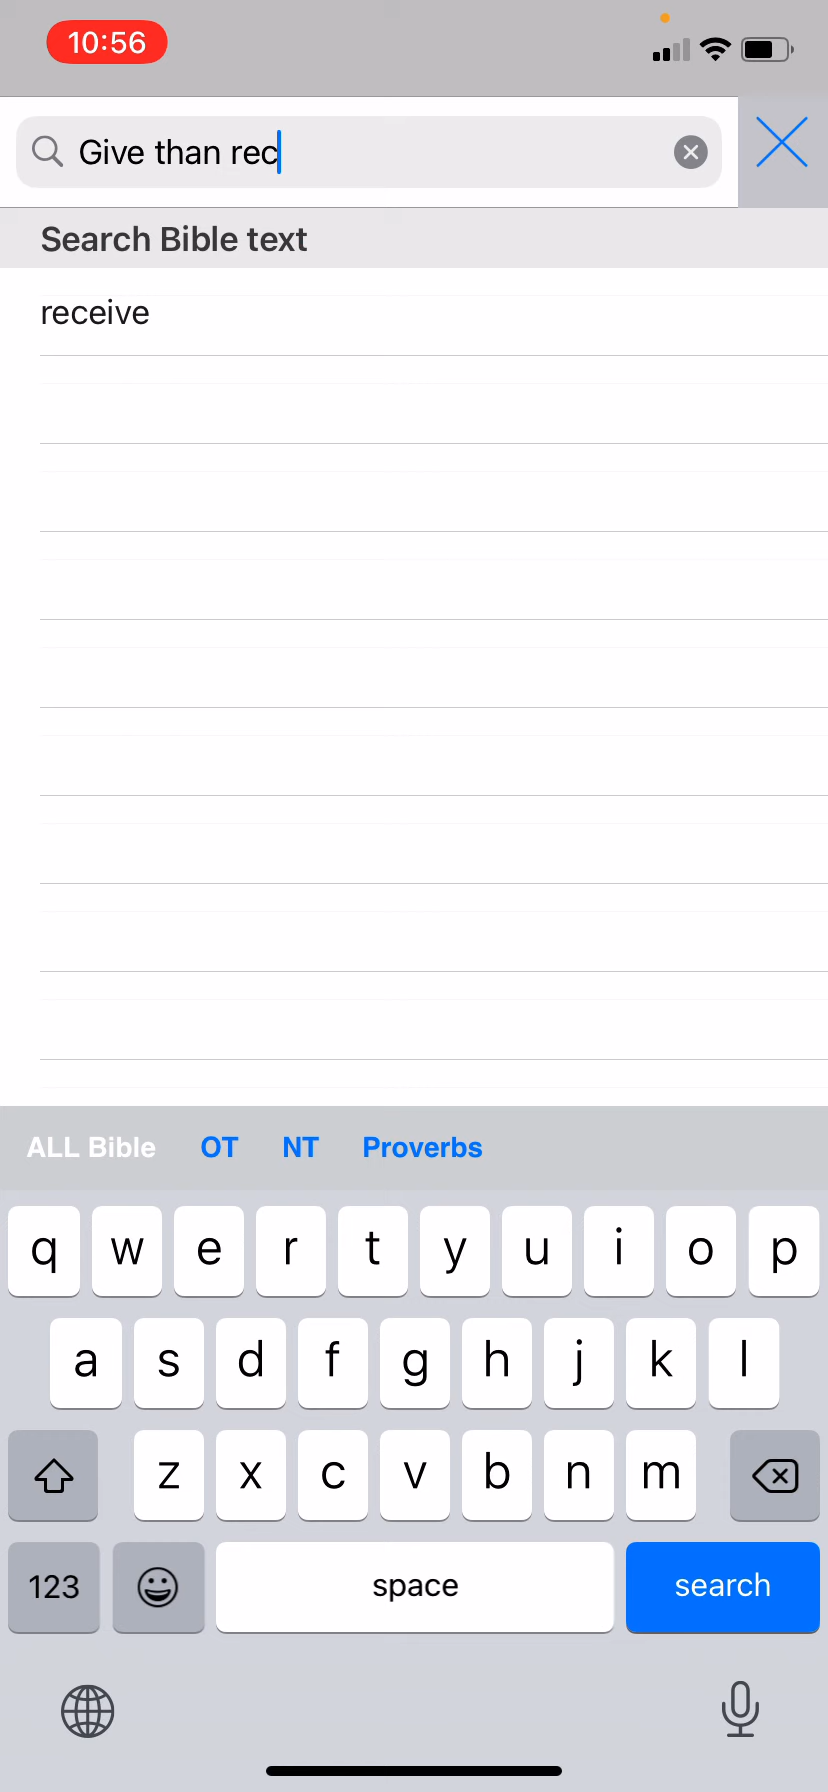 10:56
Give than rec
Search Bible text
receive
ALL Bible OT NT Proverbs
q w e r t y u i o p
a s d f g h j k l
z x c v b n m
123 space search